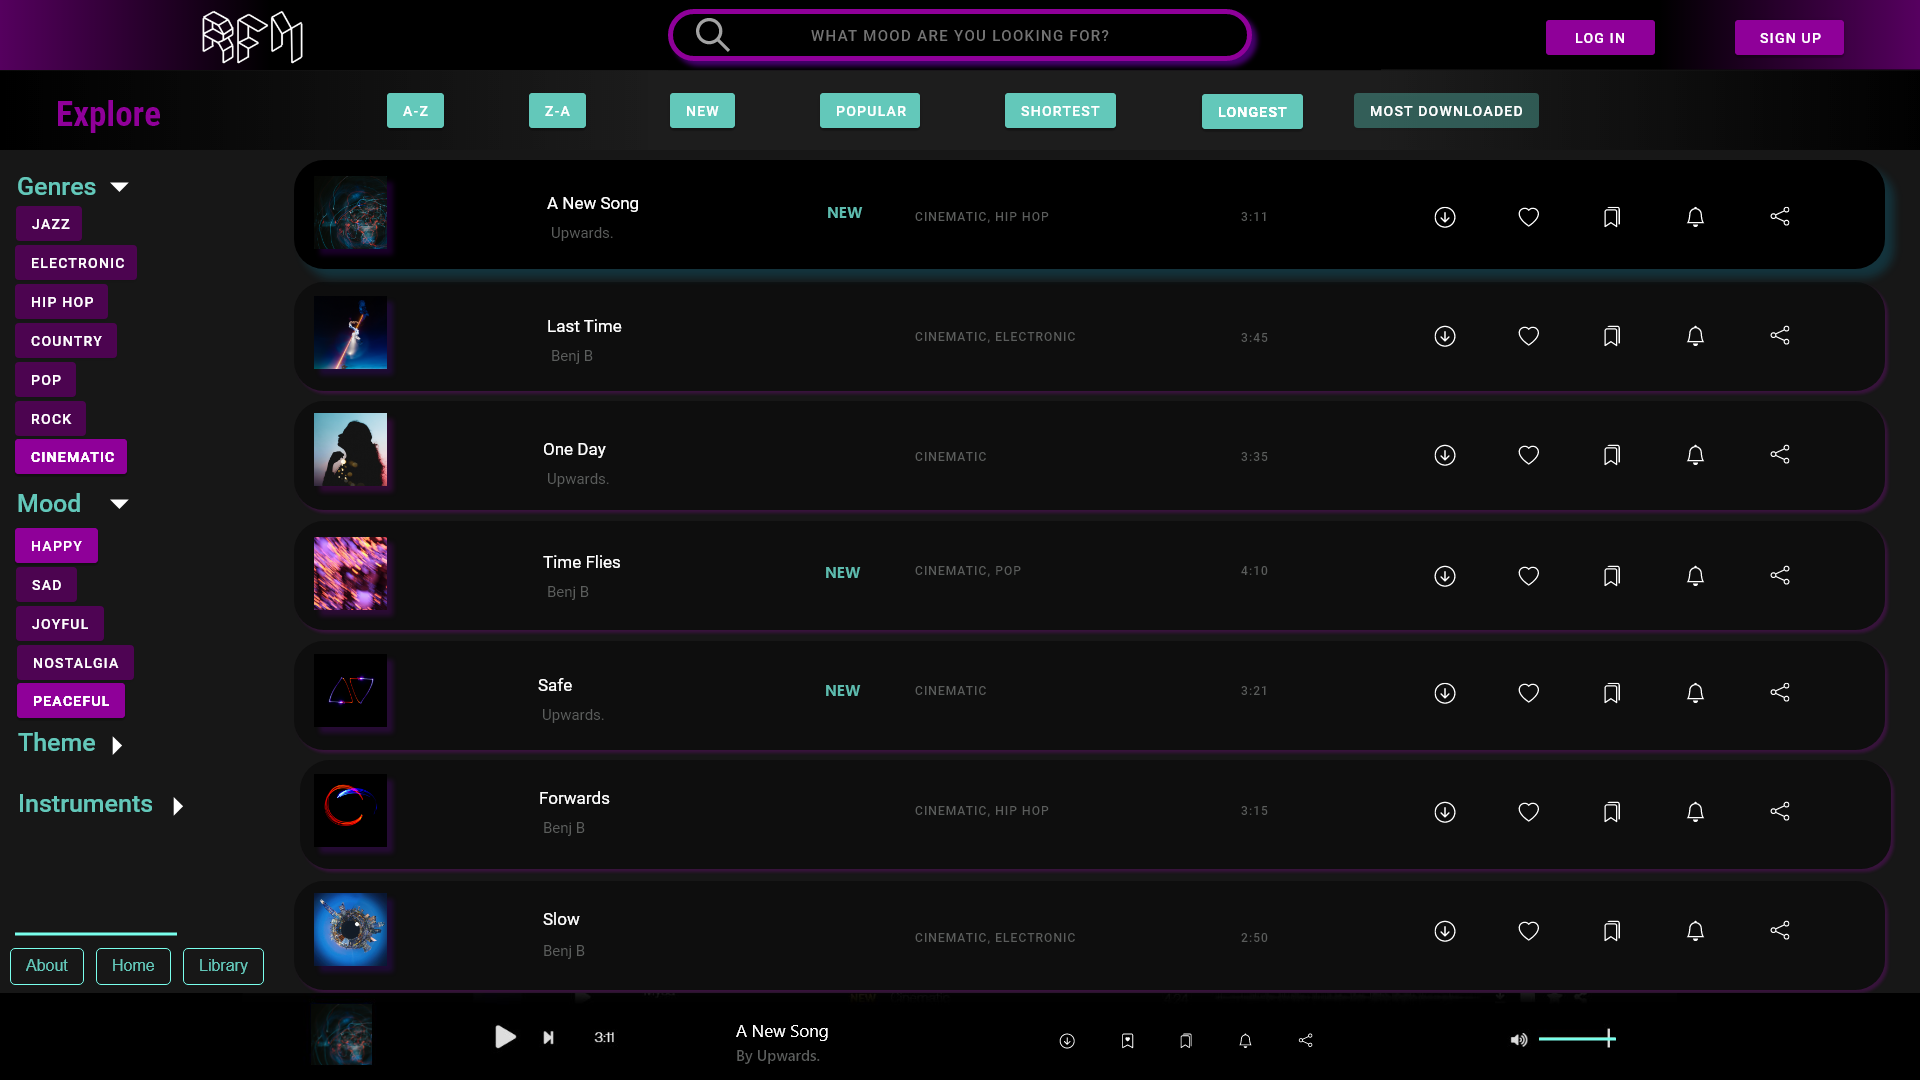 RFM
WHAT MOOD ARE YOU LOOKING FOR?
LOG IN
SIGN UP
Explore
A-Z
Z-A
NEW
POPULAR
SHORTEST
LONGEST
MOST DOWNLOADED
Genres
JAZZ
ELECTRONIC
HIP HOP
COUNTRY
POP
ROCK
CINEMATIC
Mood
HAPPY
SAD
JOYFUL
NOSTALGIA
PEACEFUL
Theme
Instruments
About
Home
Library
A New Song
Upwards.
NEW
CINEMATIC, HIP HOP
3:11
Last Time
Benj B
CINEMATIC, ELECTRONIC
3:45
One Day
Upwards.
CINEMATIC
3:35
Time Flies
Benj B
NEW
CINEMATIC, POP
4:10
Safe
Upwards.
NEW
CINEMATIC
3:21
Forwards
Benj B
CINEMATIC, HIP HOP
3:15
Slow
Benj B
CINEMATIC, ELECTRONIC
2:50
3:11
A New Song
By Upwards.